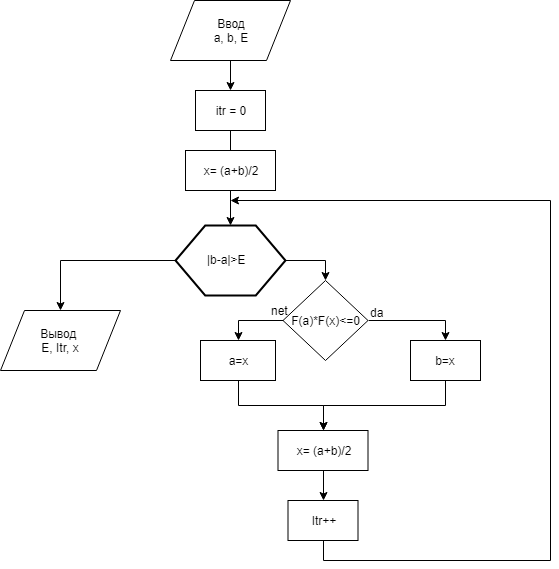 Ввод
a, b, E
itr = 0
x= (a+b)/2
|b-a|>E
Вывод
E, Itr, x
net
F(a)*F(x)<=0
da
a=x
b=x
x= (a+b)/2
Itr++